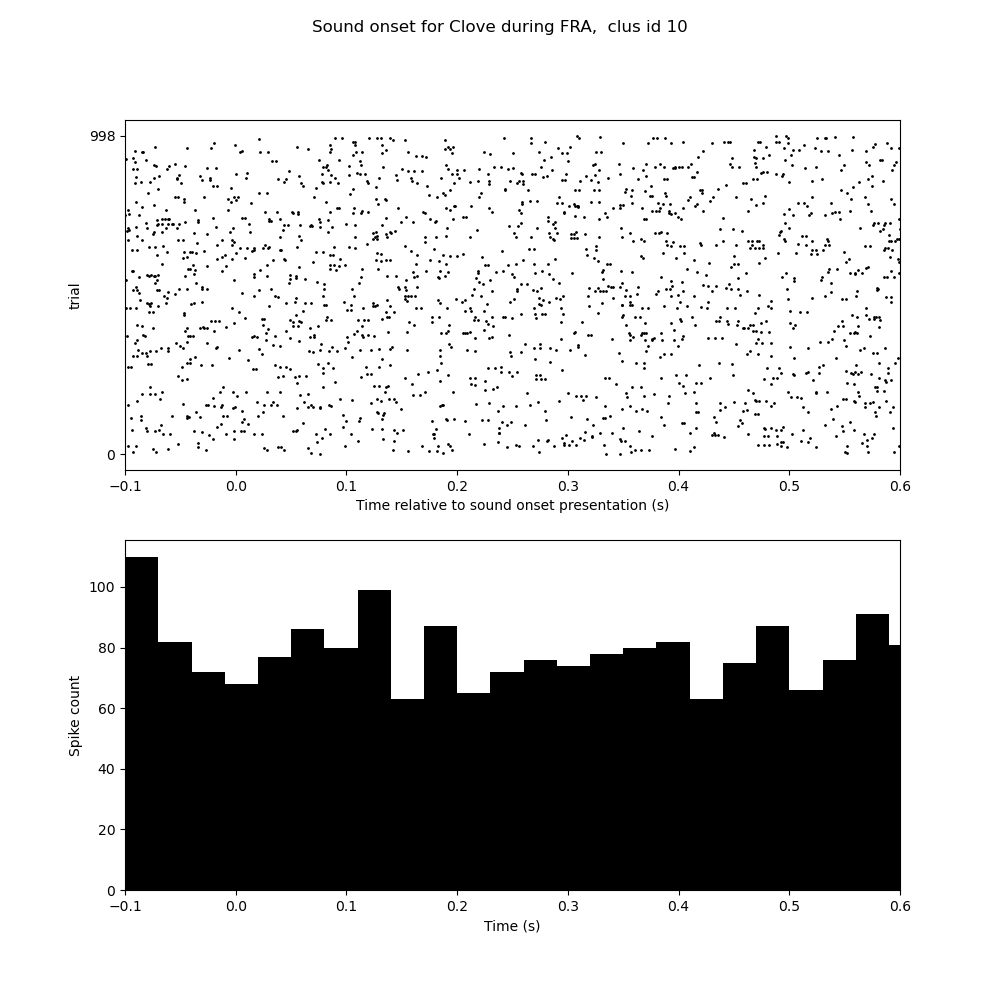 Sound onset for Clove during FRA,  clus id 10
998
trial
0
−0.1 0.0 0.1 0.2 0.3 0.4 0.5 0.6
Time relative to sound onset presentation (s)
100
80
60
Spike count
40
20
0
−0.1 0.0 0.1 0.2 0.3 0.4 0.5 0.6
Time (s)